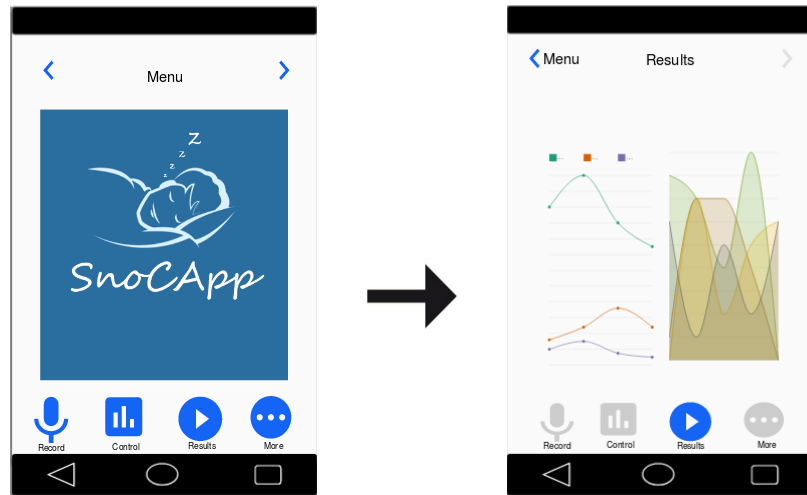 Menu
z
z
z
z
SnoCApp
Record Control Results More
Menu Results
Record Control Results More